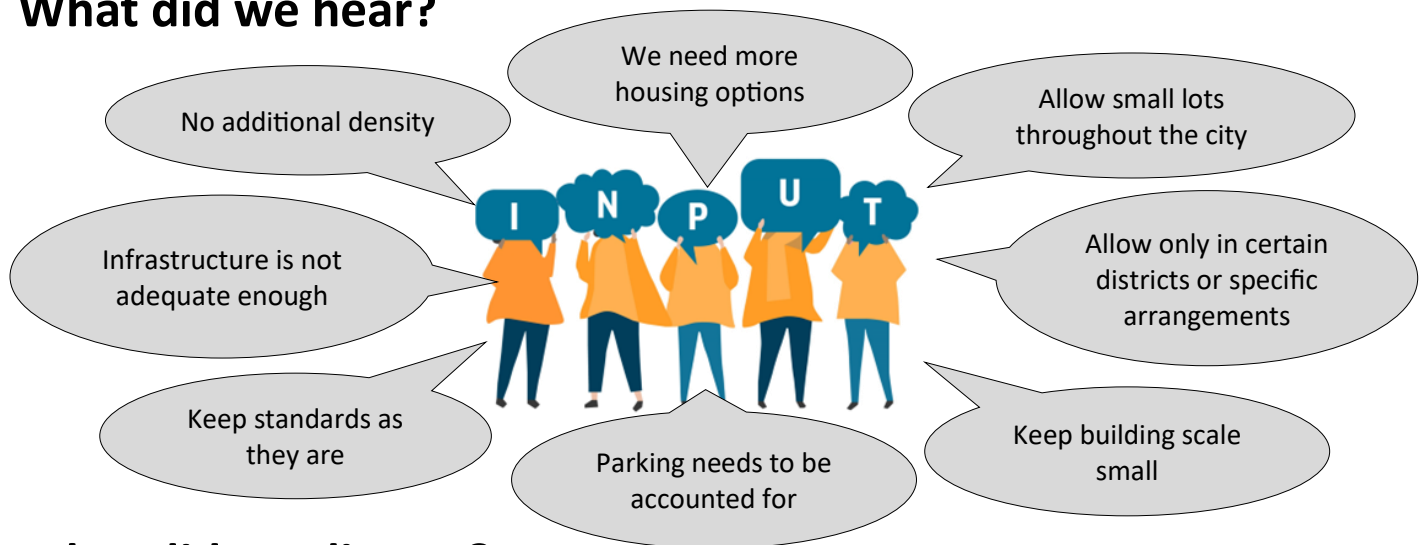 What did we hear?
We need more
housing options
No additional density
Allow small lots
throughout the city
I N P U T
Infrastructure is not
adequate enough
Allow only in certain
districts or specific
arrangements
Keep standards as
they are
Parking needs to be
accounted for
Keep building scale
small